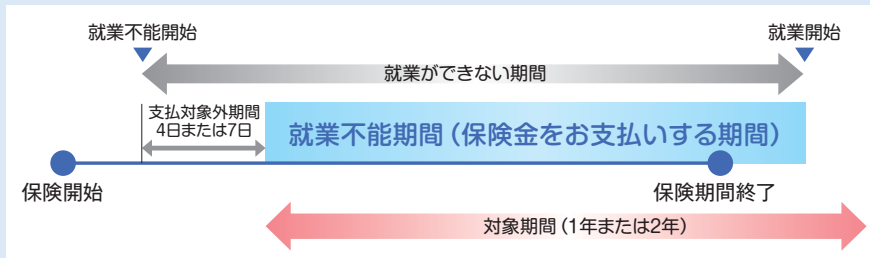 就業不能開始
就業開始
就業ができない期間
支払対象外期間
4日または7日
就業不能期間（保険金をお支払いする期間）
保険開始
保険期間終了
対象期間（1年または2年）